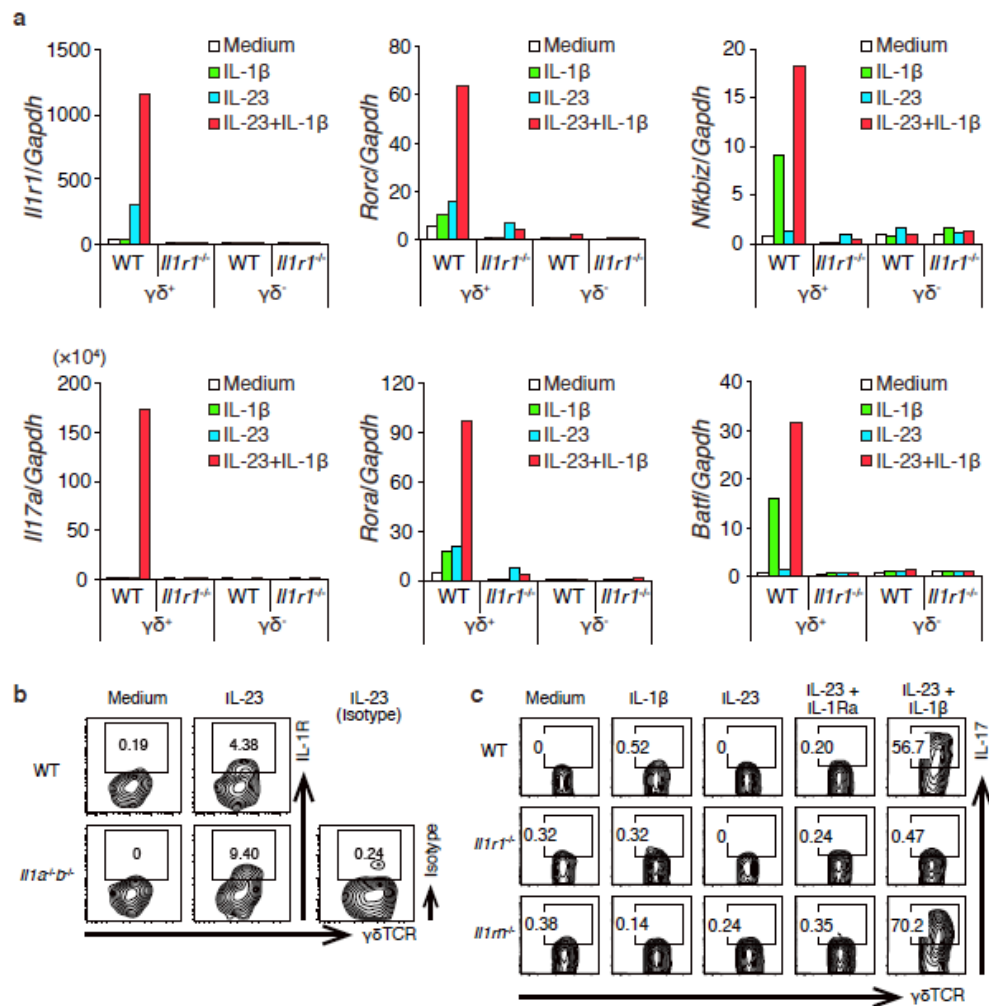 a
Il1r1/Gapdh
1500
1000
500
0
Medium
IL-1β
IL-23
IL-23+IL-1β
WT Il1r1-/- WT Il1r1-/-
γδ+ γδ-
Rorc/Gapdh
80
60
40
20
0
Medium
IL-1β
IL-23
IL-23+IL-1β
WT Il1r1-/- WT Il1r1-/-
γδ+ γδ-
Nfkbiz/Gapdh
20
15
10
5
0
Medium
IL-1β
IL-23
IL-23+IL-1β
WT Il1r1-/- WT Il1r1-/-
γδ+ γδ-
(×10⁴)
Il17a/Gapdh
200
150
100
50
0
Medium
IL-1β
IL-23
IL-23+IL-1β
WT Il1r1-/- WT Il1r1-/-
γδ+ γδ-
Rora/Gapdh
120
90
60
30
0
Medium
IL-1β
IL-23
IL-23+IL-1β
WT Il1r1-/- WT Il1r1-/-
γδ+ γδ-
Batf/Gapdh
40
30
20
10
0
Medium
IL-1β
IL-23
IL-23+IL-1β
WT Il1r1-/- WT Il1r1-/-
γδ+ γδ-
b
Medium IL-23 IL-23
(Isotype)
WT 0.19 4.38
IL-1R
Il1a-/-b-/- 0 9.40 0.24
Isotype
γδTCR
c
Medium IL-1β IL-23 IL-23 +
IL-1Ra IL-23 +
IL-1β
WT 0 0.52 0 0.20 56.7
IL-17
Il1r1-/- 0.32 0.32 0 0.24 0.47
Il1rn-/- 0.38 0.14 0.24 0.35 70.2
γδTCR